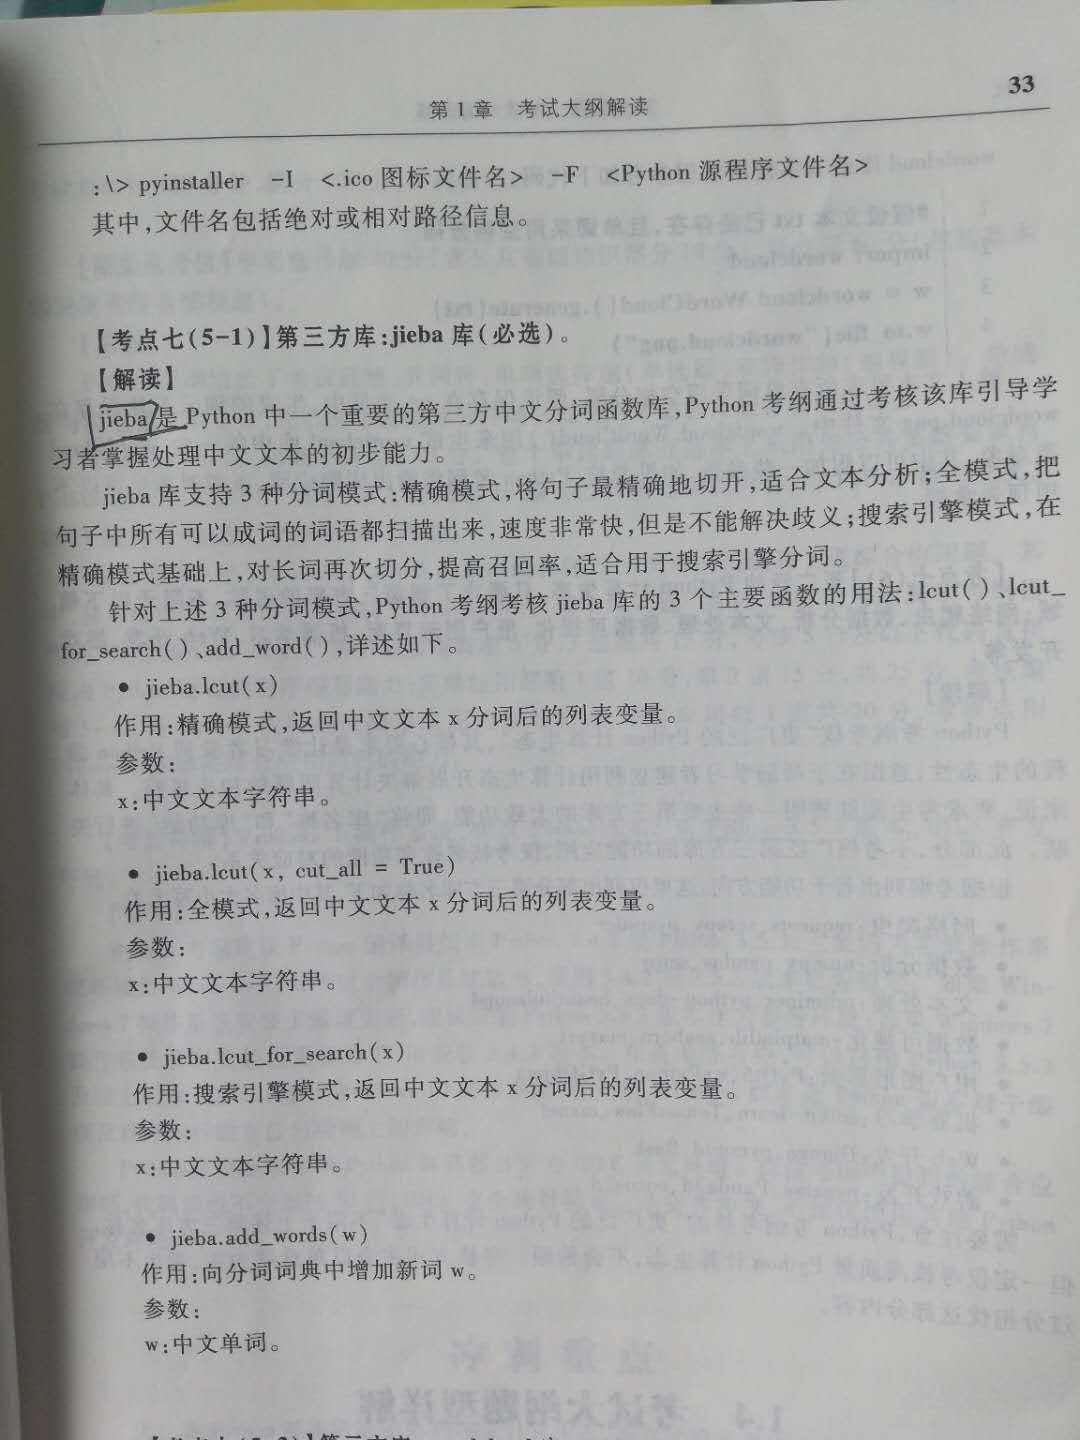 第1章 考试大纲解读
33
:\> pyinstaller -I <.ico 图标文件名> -F <Python 源程序文件名>
其中,文件名包括绝对或相对路径信息。
【考点七(5-1)】第三方库:jieba 库(必选)。
【解读】
jieba 是 Python 中一个重要的第三方中文分词函数库,Python 考纲通过考核该库引导学
习者掌握处理中文文本的初步能力。
jieba 库支持 3 种分词模式:精确模式,将句子最精确地切开,适合文本分析;全模式,把
句子中所有可以成词的词语都扫描出来,速度非常快,但是不能解决歧义;搜索引擎模式,在
精确模式基础上,对长词再次切分,提高召回率,适合用于搜索引擎分词。
针对上述 3 种分词模式,Python 考纲考核 jieba 库的 3 个主要函数的用法:lcut()、lcut_
for_search()、add_word(),详述如下。
● jieba.lcut(x)
作用:精确模式,返回中文文本 x 分词后的列表变量。
参数:
x:中文文本字符串。
● jieba.lcut(x, cut_all = True)
作用:全模式,返回中文文本 x 分词后的列表变量。
参数:
x:中文文本字符串。
● jieba.lcut_for_search(x)
作用:搜索引擎模式,返回中文文本 x 分词后的列表变量。
参数:
x:中文文本字符串。
● jieba.add_words(w)
作用:向分词词典中增加新词 w。
参数:
w:中文单词。